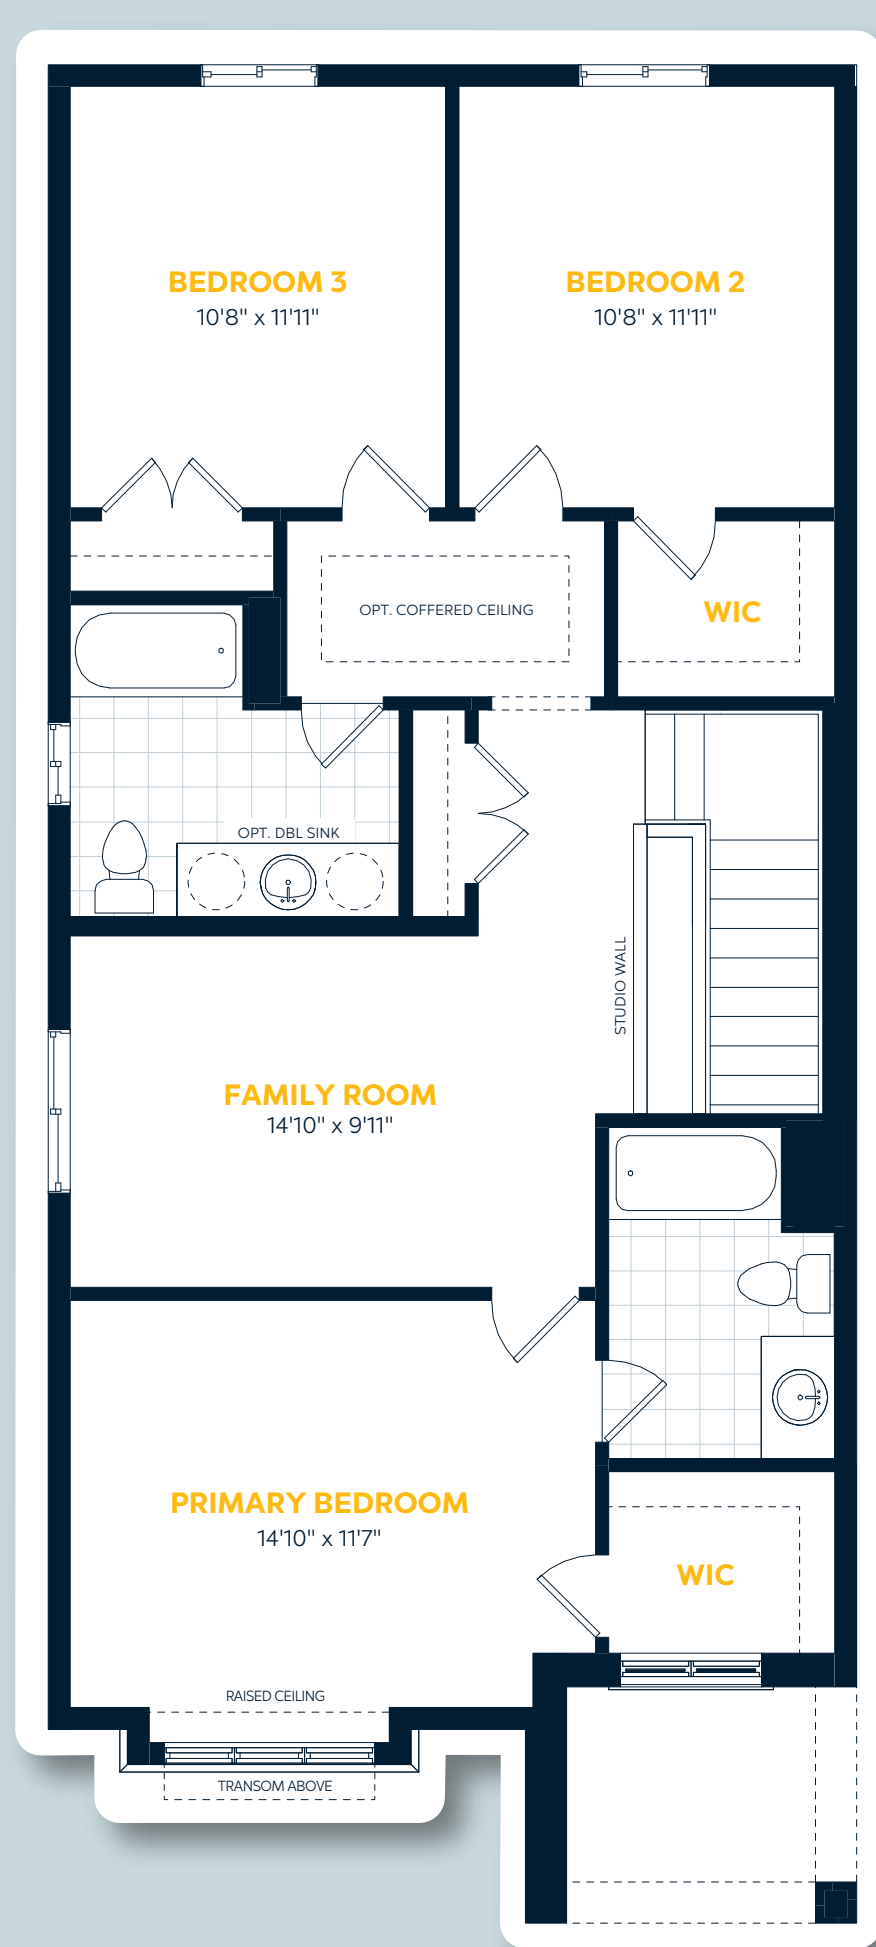 BEDROOM 3
10'8" x 11'11"
BEDROOM 2
10'8" x 11'11"
OPT. COFFERED CEILING
WIC
OPT. DBL SINK
STUDIO WALL
FAMILY ROOM
14'10" x 9'11"
PRIMARY BEDROOM
14'10" x 11'7"
WIC
RAISED CEILING
TRANSOM ABOVE